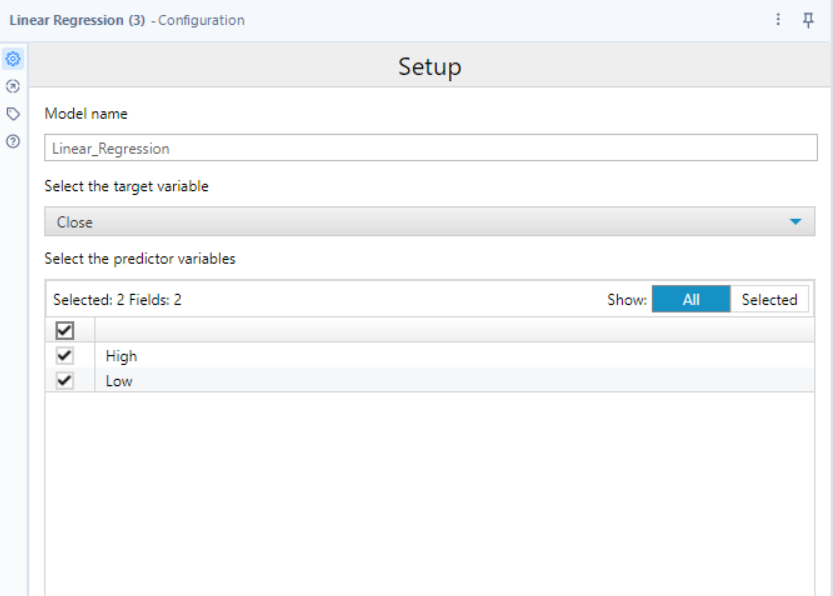 Linear Regression (3) - Configuration
Setup
Model name
Linear_Regression
Select the target variable
Close
Select the predictor variables
Selected: 2 Fields: 2 Show: All Selected
High
Low